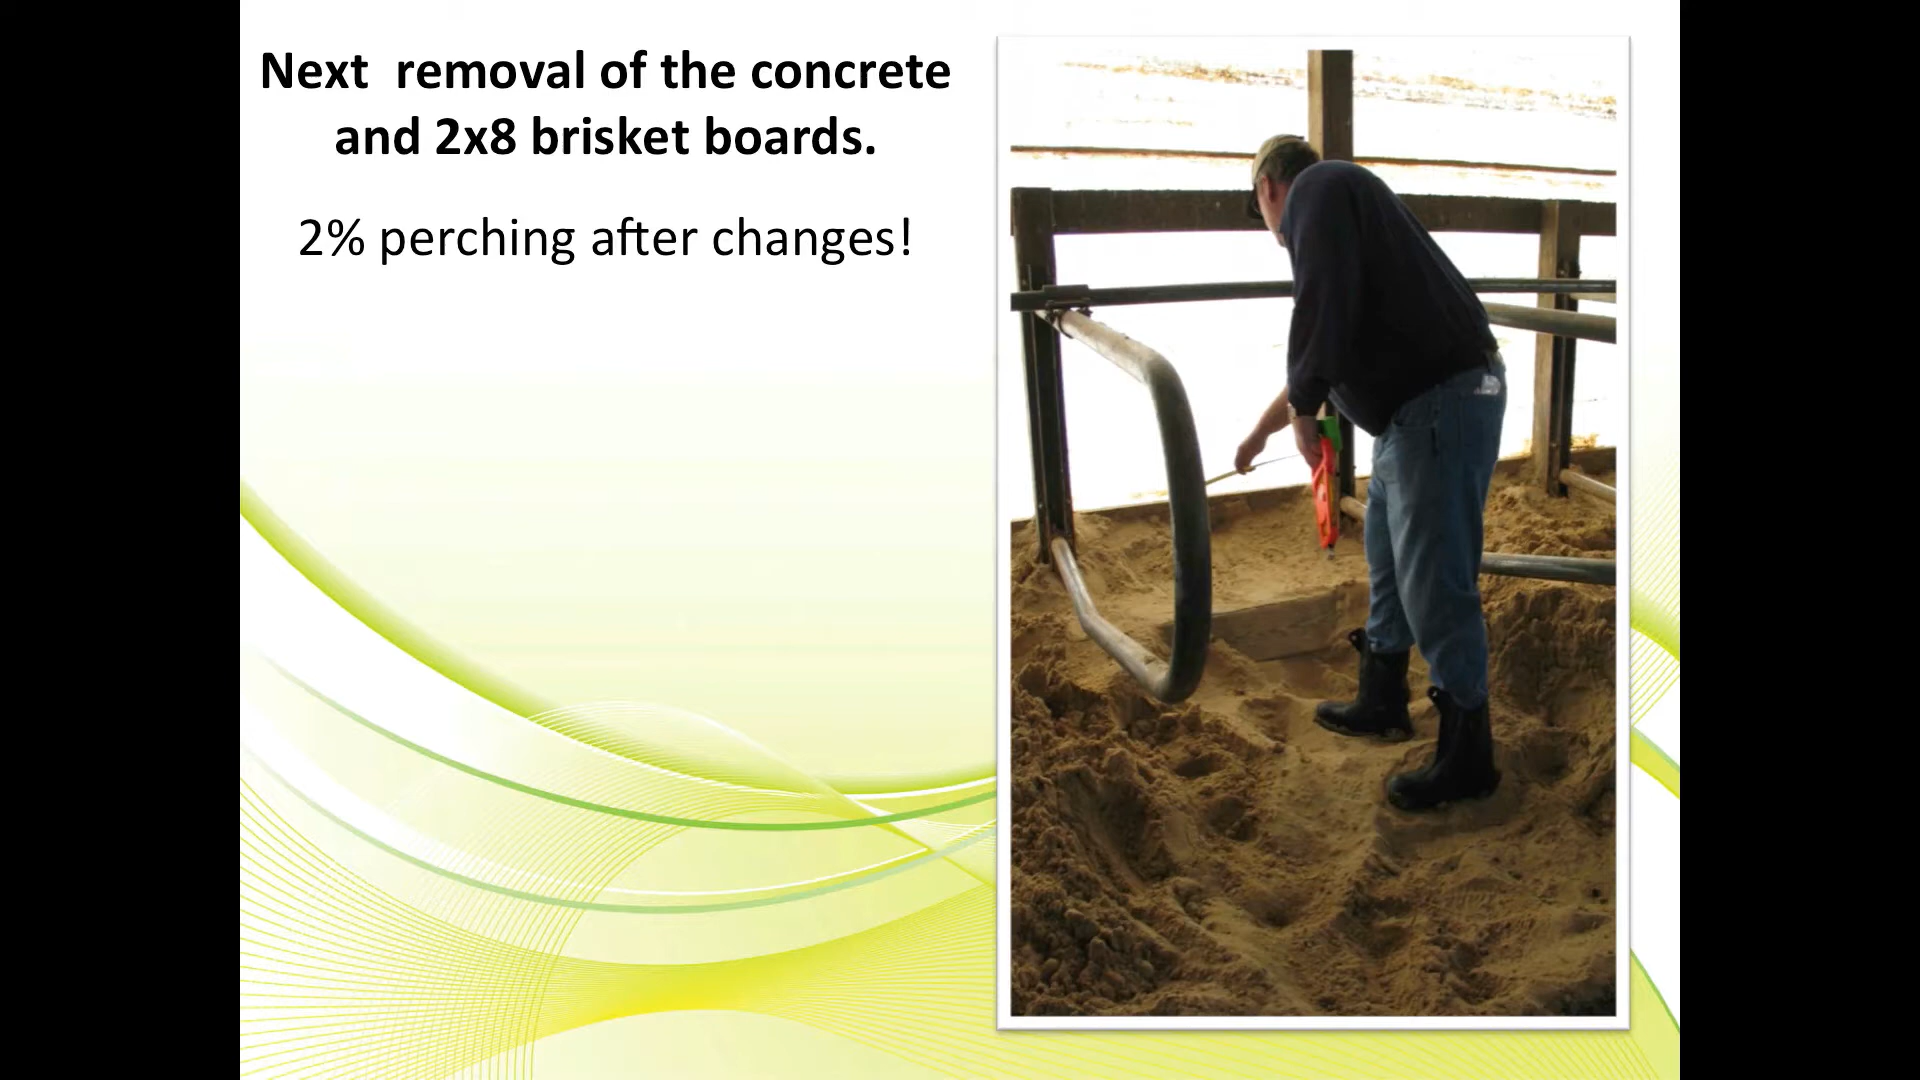 Next  removal of the concrete
and 2x8 brisket boards.
2% perching after changes!